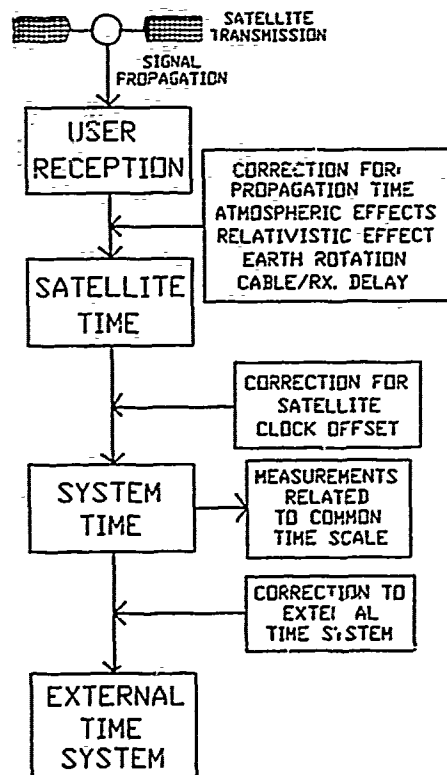 SATELLITE
TRANSMISSION
SIGNAL
PROPAGATION
USER
RECEPTION
CORRECTION FOR:
PROPAGATION TIME
ATMOSPHERIC EFFECTS
RELATIVISTIC EFFECT
EARTH ROTATION
CABLE/RX. DELAY
SATELLITE
TIME
CORRECTION FOR
SATELLITE
CLOCK OFFSET
SYSTEM
TIME
MEASUREMENTS
RELATED
TO COMMON
TIME SCALE
CORRECTION TO
TIME SYSTEM
EXTERNAL
TIME
SYSTEM